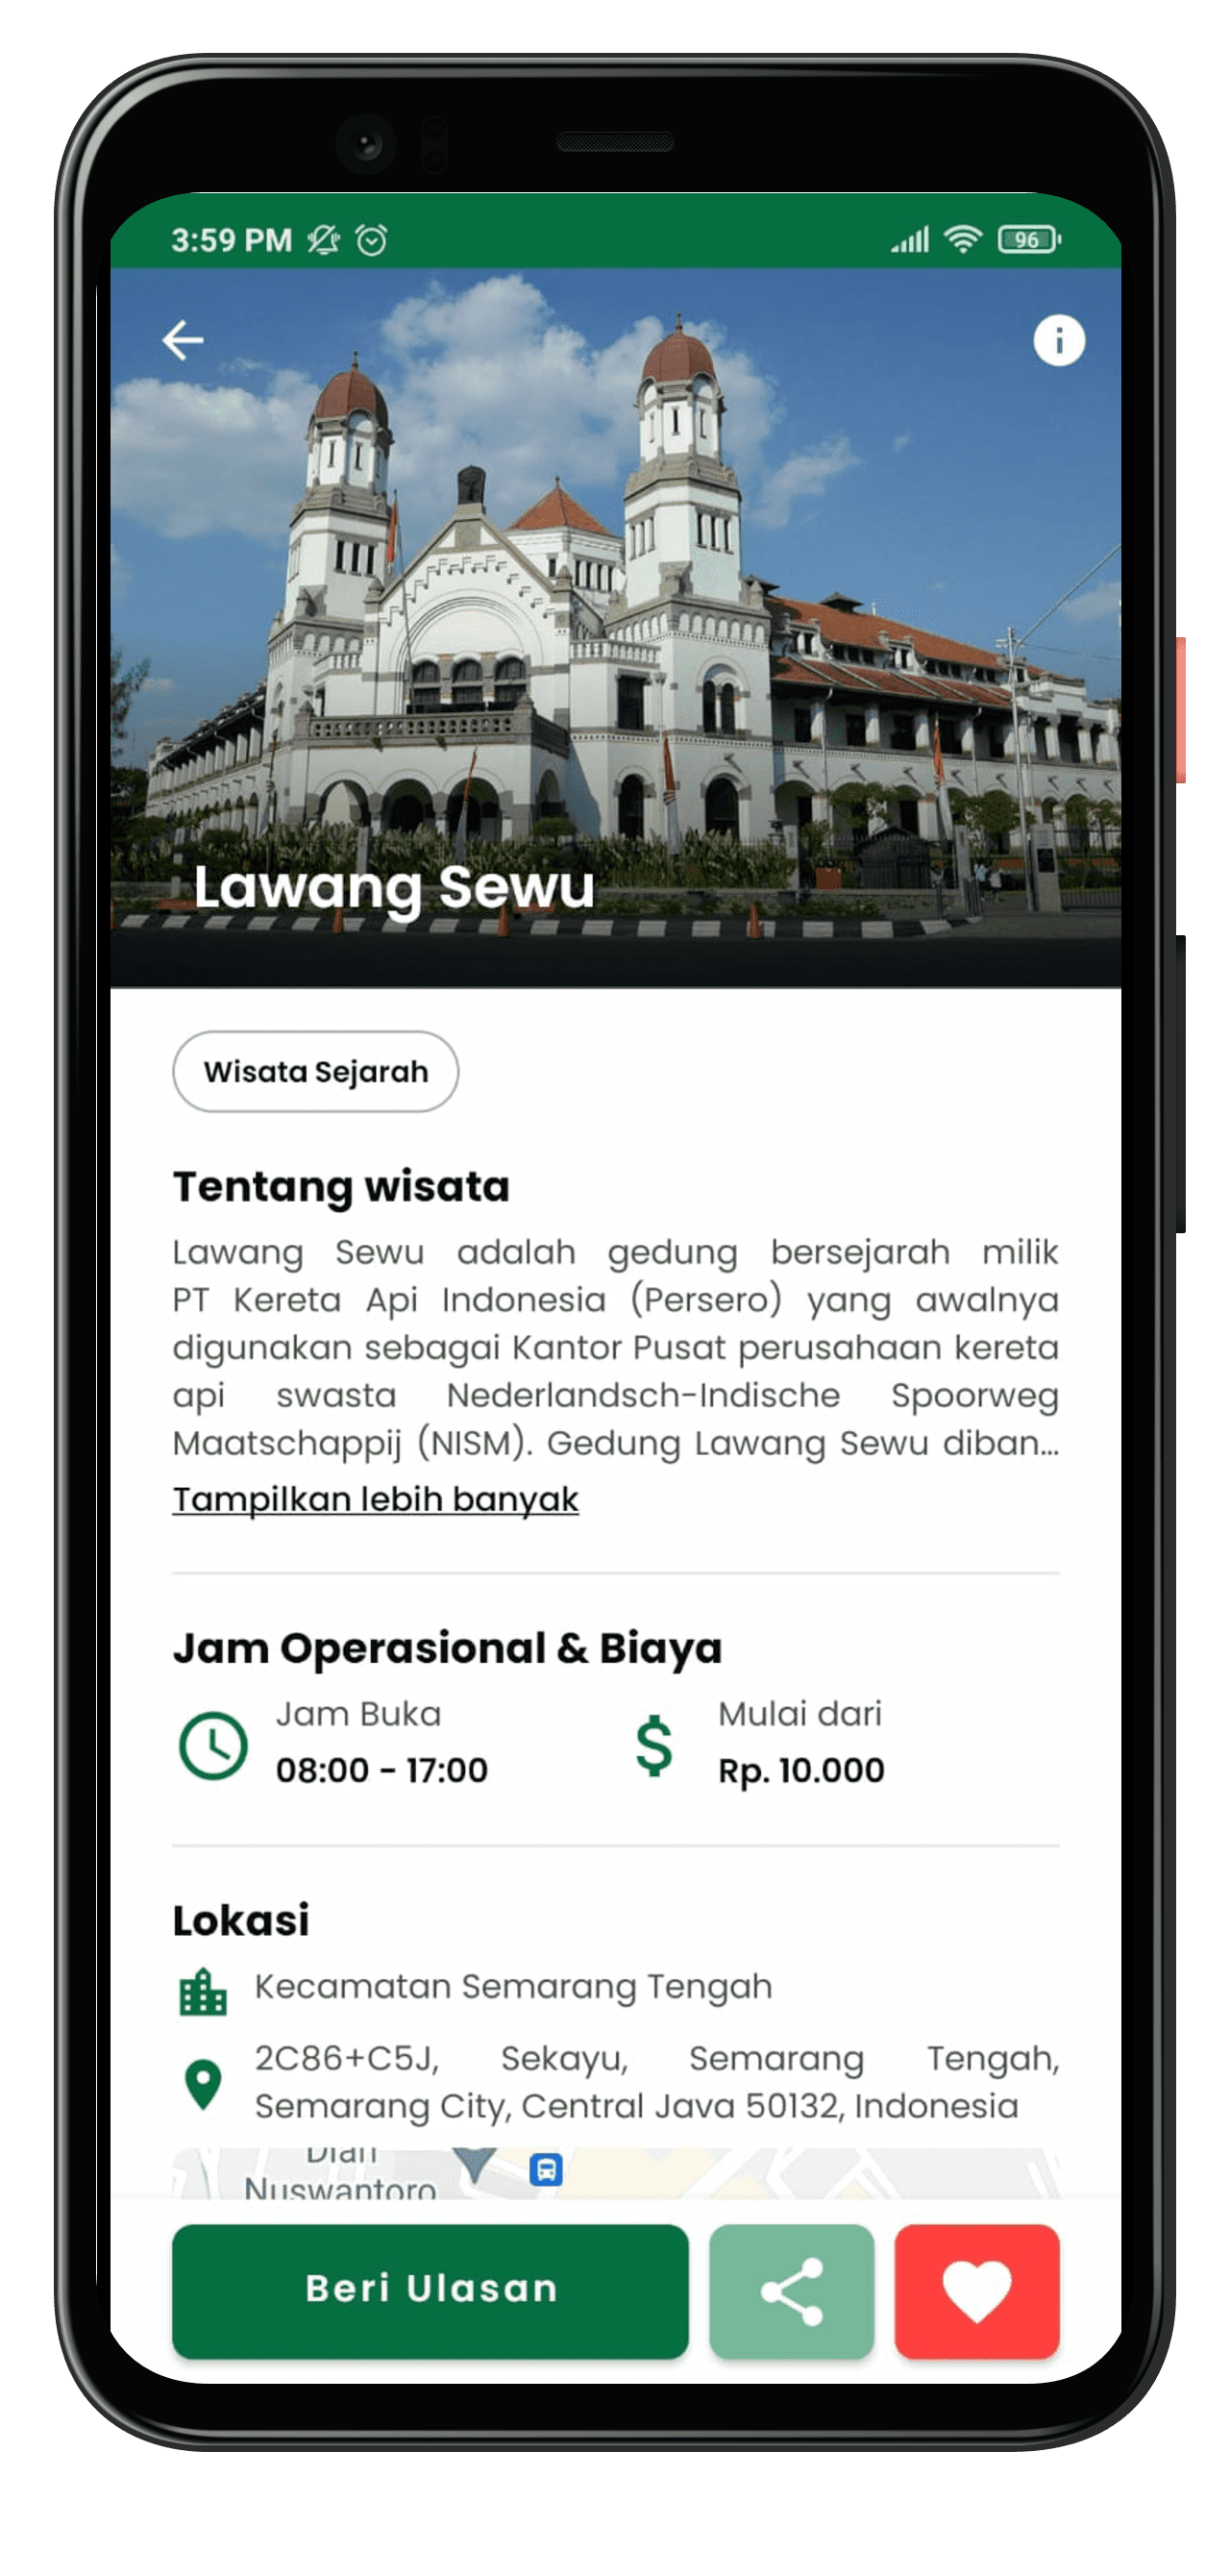 3:59 PM
96
Lawang Sewu
Wisata Sejarah
Tentang wisata
Lawang Sewu adalah gedung bersejarah milik
PT Kereta Api Indonesia (Persero) yang awalnya
digunakan sebagai Kantor Pusat perusahaan kereta
api swasta Nederlandsch-Indische Spoorweg
Maatschappij (NISM). Gedung Lawang Sewu diban...
Tampilkan lebih banyak
Jam Operasional & Biaya
Jam Buka
08:00 - 17:00
Mulai dari
Rp. 10.000
Lokasi
Kecamatan Semarang Tengah
2C86+C5J, Sekayu, Semarang Tengah,
Semarang City, Central Java 50132, Indonesia
Dian
Nuswantoro
Beri Ulasan